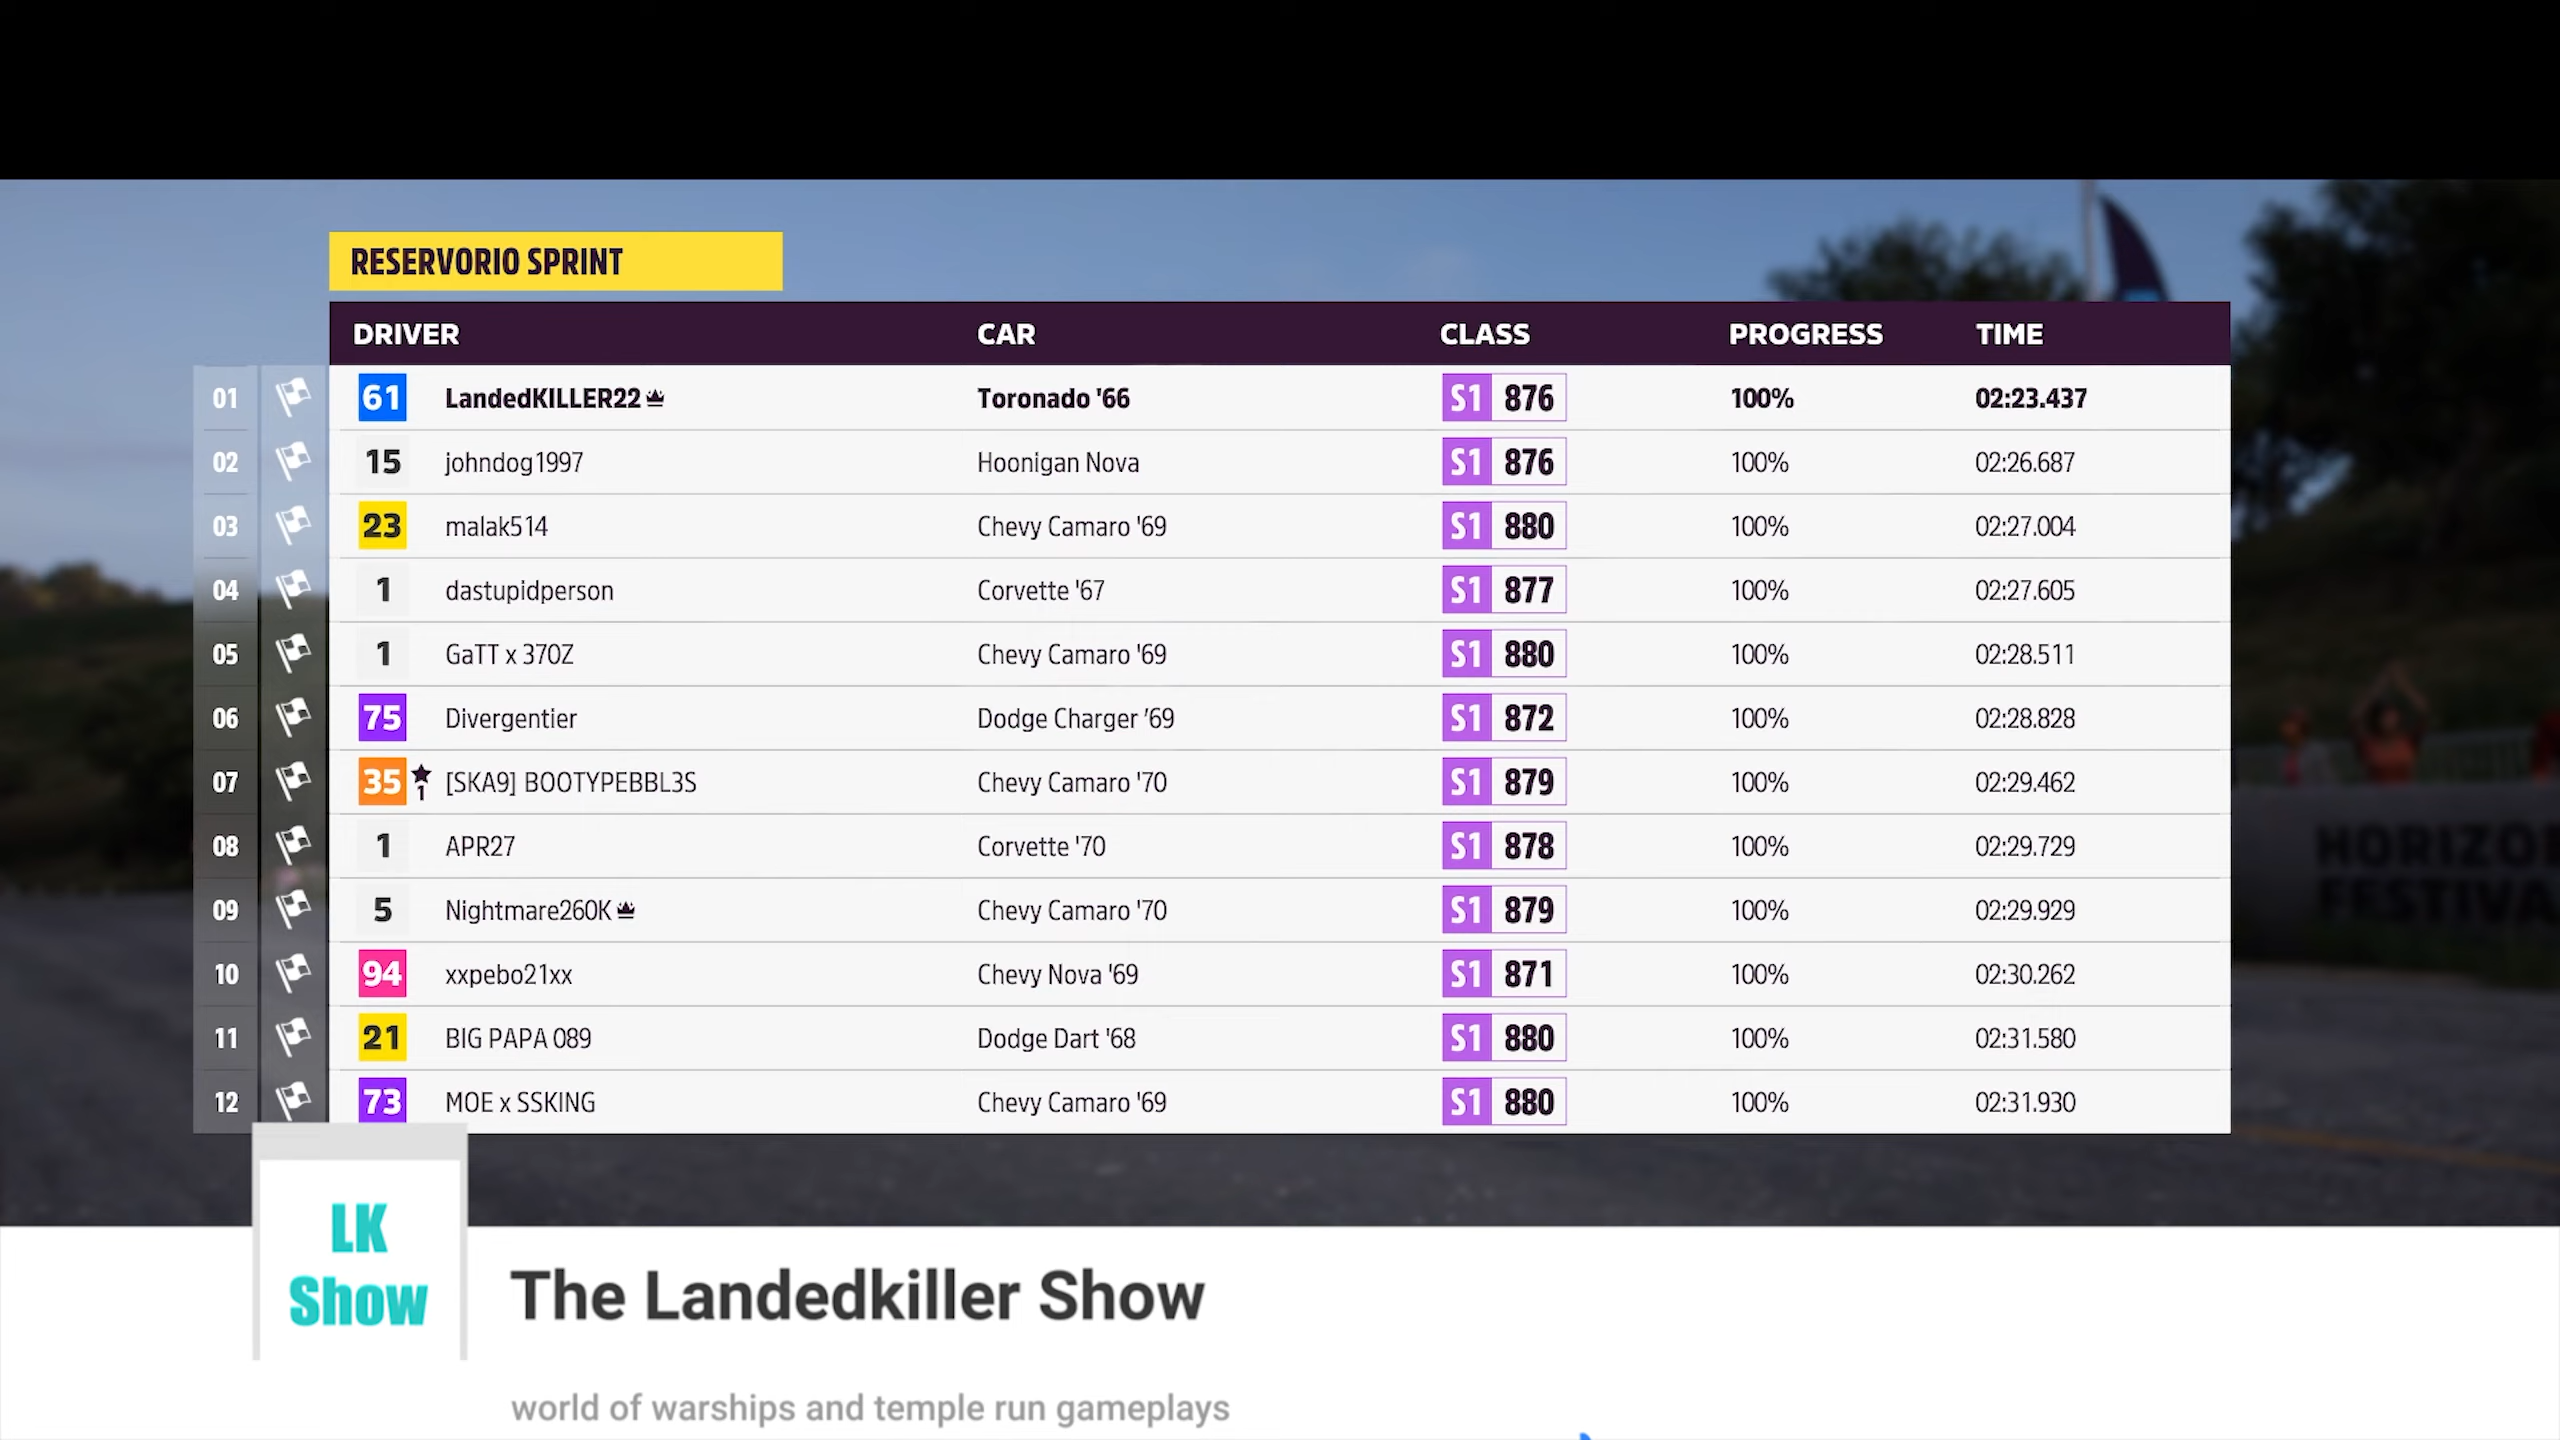 RESERVORIO SPRINT
DRIVER CAR CLASS PROGRESS TIME
01 61 LandedKILLER22 Toronado '66 S1 876 100% 02:23.437
02 15 johndog1997 Hoonigan Nova S1 876 100% 02:26.687
03 23 malak514 Chevy Camaro '69 S1 880 100% 02:27.004
04 1 dastupidperson Corvette '67 S1 877 100% 02:27.605
05 1 GaTT x 370Z Chevy Camaro '69 S1 880 100% 02:28.511
06 75 Divergentier Dodge Charger '69 S1 872 100% 02:28.828
07 35 1 [SKA9] BOOTYPEBBL3S Chevy Camaro '70 S1 879 100% 02:29.462
08 1 APR27 Corvette '70 S1 878 100% 02:29.729
09 5 Nightmare260K Chevy Camaro '70 S1 879 100% 02:29.929
10 94 xxpebo21xx Chevy Nova '69 S1 871 100% 02:30.262
11 21 BIG PAPA 089 Dodge Dart '68 S1 880 100% 02:31.580
12 73 MOE x SSKING Chevy Camaro '69 S1 880 100% 02:31.930
HORIZO
FESTIVA
LK
Show
The Landedkiller Show
world of warships and temple run gameplays